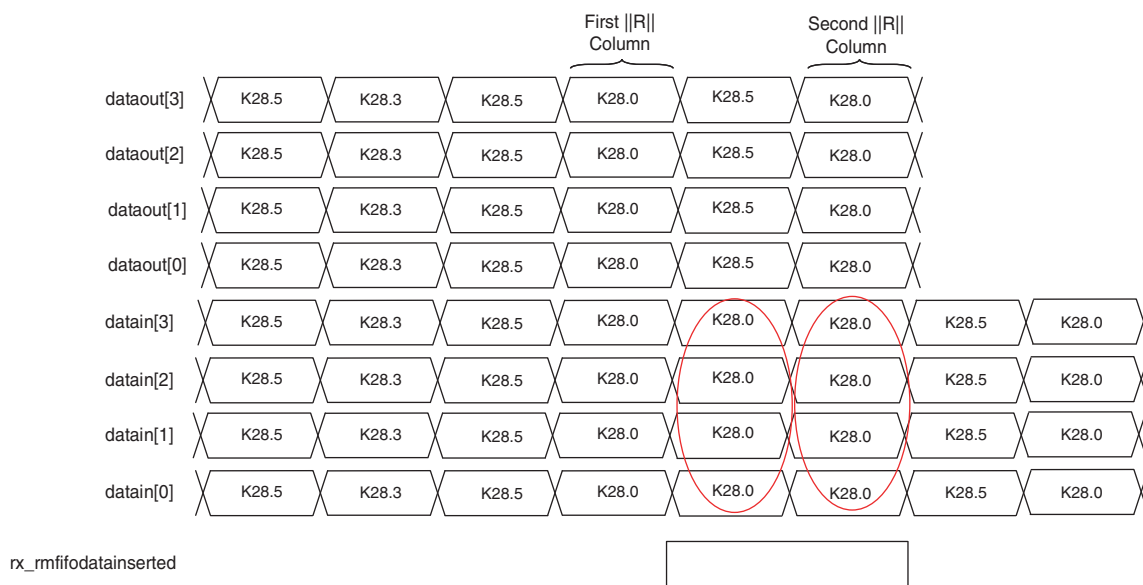 First ||R||
Column
Second ||R||
Column
dataout[3] K28.5 K28.3 K28.5 K28.0 K28.5 K28.0
dataout[2] K28.5 K28.3 K28.5 K28.0 K28.5 K28.0
dataout[1] K28.5 K28.3 K28.5 K28.0 K28.5 K28.0
dataout[0] K28.5 K28.3 K28.5 K28.0 K28.5 K28.0
datain[3] K28.5 K28.3 K28.5 K28.0 K28.0 K28.0 K28.5 K28.0
datain[2] K28.5 K28.3 K28.5 K28.0 K28.0 K28.0 K28.5 K28.0
datain[1] K28.5 K28.3 K28.5 K28.0 K28.0 K28.0 K28.5 K28.0
datain[0] K28.5 K28.3 K28.5 K28.0 K28.0 K28.0 K28.5 K28.0
rx_rmfifodatainserted